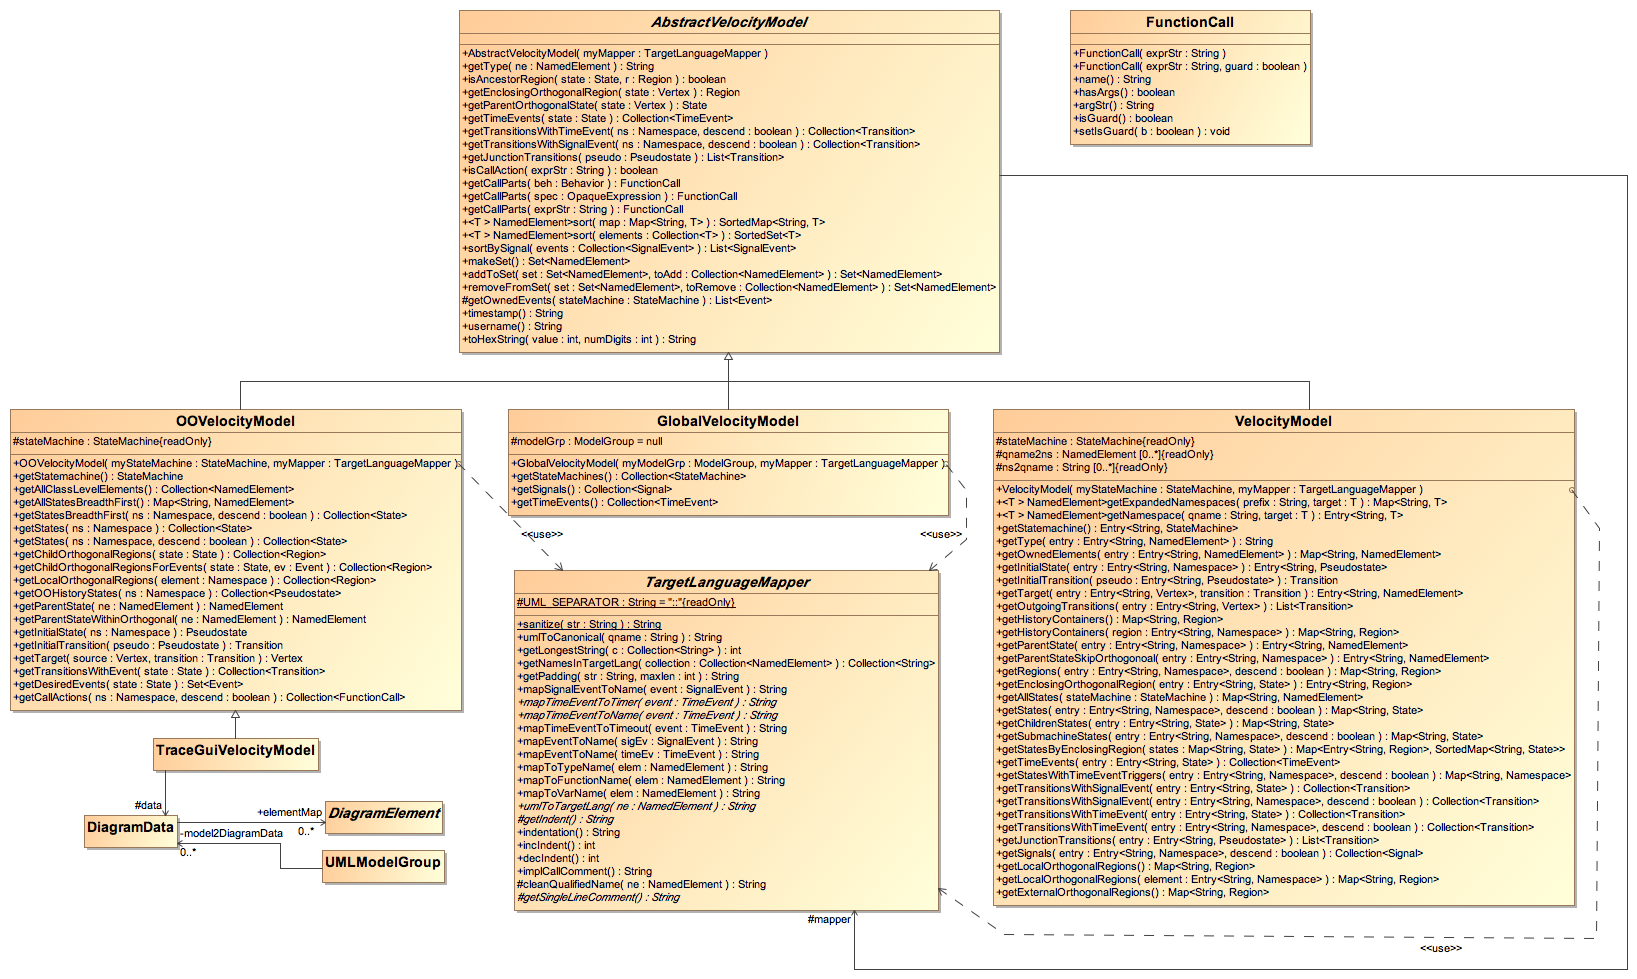 AbstractVelocityModel
+AbstractVelocityModel( myMapper : TargetLanguageMapper )
+getType( ne : NamedElement ) : String
+isAncestorRegion( state : State, r : Region ) : boolean
+getEnclosingOrthogonalRegion( state : Vertex ) : Region
+getParentOrthogonalState( state : Vertex ) : State
+getTimeEvents( state : State ) : Collection<TimeEvent>
+getTransitionsWithTimeEvent( ns : Namespace, descend : boolean ) : Collection<Transition>
+getTransitionsWithSignalEvent( ns : Namespace, descend : boolean ) : Collection<Transition>
+getJunctionTransitions( pseudo : Pseudostate ) : List<Transition>
+isCallAction( exprStr : String ) : boolean
+getCallParts( beh : Behavior ) : FunctionCall
+getCallParts( spec : OpaqueExpression ) : FunctionCall
+getCallParts( exprStr : String ) : FunctionCall
+<T > NamedElement>sort( map : Map<String, T> ) : SortedMap<String, T>
+<T > NamedElement>sort( elements : Collection<T> ) : SortedSet<T>
+sortBySignal( events : Collection<SignalEvent> ) : List<SignalEvent>
+makeSet() : Set<NamedElement>
+addToSet( set : Set<NamedElement>, toAdd : Collection<NamedElement> ) : Set<NamedElement>
+removeFromSet( set : Set<NamedElement>, toRemove : Collection<NamedElement> ) : Set<NamedElement>
#getOwnedEvents( stateMachine : StateMachine ) : List<Event>
+timestamp() : String
+username() : String
+toHexString( value : int, numDigits : int ) : String
FunctionCall
+FunctionCall( exprStr : String )
+FunctionCall( exprStr : String, guard : boolean )
+name() : String
+hasArgs() : boolean
+argStr() : String
+isGuard() : boolean
+setIsGuard( b : boolean ) : void
OOVelocityModel
#stateMachine : StateMachine{readOnly}
+OOVelocityModel( myStateMachine : StateMachine, myMapper : TargetLanguageMapper )
+getStatemachine() : StateMachine
+getAllClassLevelElements() : Collection<NamedElement>
+getAllStatesBreadthFirst() : Map<String, NamedElement>
+getStatesBreadthFirst( ns : Namespace, descend : boolean ) : Collection<State>
+getStates( ns : Namespace ) : Collection<State>
+getStates( ns : Namespace, descend : boolean ) : Collection<State>
+getChildOrthogonalRegions( state : State ) : Collection<Region>
+getChildOrthogonalRegionsForEvents( state : State, ev : Event ) : Collection<Region>
+getLocalOrthogonalRegions( element : Namespace ) : Collection<Region>
+getOOHistoryStates( ns : Namespace ) : Collection<Pseudostate>
+getParentState( ne : NamedElement ) : NamedElement
+getParentStateWithinOrthogonal( ne : NamedElement ) : NamedElement
+getInitialState( ns : Namespace ) : Pseudostate
+getInitialTransition( pseudo : Pseudostate ) : Transition
+getTarget( source : Vertex, transition : Transition ) : Vertex
+getTransitionsWithEvent( state : State ) : Collection<Transition>
+getDesiredEvents( state : State ) : Set<Event>
+getCallActions( ns : Namespace, descend : boolean ) : Collection<FunctionCall>
GlobalVelocityModel
#modelGrp : ModelGroup = null
+GlobalVelocityModel( myModelGrp : ModelGroup, myMapper : TargetLanguageMapper )
+getStateMachines() : Collection<StateMachine>
+getSignals() : Collection<Signal>
+getTimeEvents() : Collection<TimeEvent>
VelocityModel
#stateMachine : StateMachine{readOnly}
#qname2ns : NamedElement [0..*]{readOnly}
#ns2qname : String [0..*]{readOnly}
+VelocityModel( myStateMachine : StateMachine, myMapper : TargetLanguageMapper )
+<T > NamedElement>getExpandedNamespaces( prefix : String, target : T ) : Map<String, T>
+<T > NamedElement>getNamespace( qname : String, target : T ) : Entry<String, T>
+getStatemachine() : Entry<String, StateMachine>
+getType( entry : Entry<String, NamedElement> ) : String
+getOwnedElements( entry : Entry<String, NamedElement> ) : Map<String, NamedElement>
+getInitialState( entry : Entry<String, Namespace> ) : Entry<String, Pseudostate>
+getInitialTransition( pseudo : Entry<String, Pseudostate> ) : Transition
+getTarget( entry : Entry<String, Vertex>, transition : Transition ) : Entry<String, NamedElement>
+getOutgoingTransitions( entry : Entry<String, Vertex> ) : List<Transition>
+getHistoryContainers() : Map<String, Region>
+getHistoryContainers( region : Entry<String, Namespace> ) : Map<String, Region>
+getParentState( entry : Entry<String, Namespace> ) : Entry<String, NamedElement>
+getParentStateSkipOrthogonoal( entry : Entry<String, Namespace> ) : Entry<String, NamedElement>
+getRegions( entry : Entry<String, Namespace>, descend : boolean ) : Map<String, Region>
+getEnclosingOrthogonalRegion( entry : Entry<String, State> ) : Entry<String, Region>
+getAllStates( stateMachine : StateMachine ) : Map<String, NamedElement>
+getStates( entry : Entry<String, Namespace>, descend : boolean ) : Map<String, State>
+getChildrenStates( entry : Entry<String, State> ) : Map<String, State>
+getSubmachineStates( entry : Entry<String, Namespace>, descend : boolean ) : Map<String, State>
+getStatesByEnclosingRegion( states : Map<String, State> ) : Map<Entry<String, Region>, SortedMap<String, State>>
+getTimeEvents( entry : Entry<String, State> ) : Collection<TimeEvent>
+getStatesWithTimeEventTriggers( entry : Entry<String, Namespace>, descend : boolean ) : Map<String, Namespace>
+getTransitionsWithSignalEvent( entry : Entry<String, State> ) : Collection<Transition>
+getTransitionsWithSignalEvent( entry : Entry<String, Namespace>, descend : boolean ) : Collection<Transition>
+getTransitionsWithTimeEvent( entry : Entry<String, State> ) : Collection<Transition>
+getTransitionsWithTimeEvent( entry : Entry<String, Namespace>, descend : boolean ) : Collection<Transition>
+getJunctionTransitions( entry : Entry<String, Pseudostate> ) : List<Transition>
+getSignals( entry : Entry<String, Namespace>, descend : boolean ) : Collection<Signal>
+getLocalOrthogonalRegions() : Map<String, Region>
+getLocalOrthogonalRegions( element : Entry<String, Namespace> ) : Map<String, Region>
+getExternalOrthogonalRegions() : Map<String, Region>
<<use>>
<<use>>
TargetLanguageMapper
#UML_SEPARATOR : String = "::"{readOnly}
+sanitize( str : String ) : String
+umlToCanonical( qname : String ) : String
+getLongestString( c : Collection<String> ) : int
+getNamesInTargetLang( collection : Collection<NamedElement> ) : Collection<String>
+getPadding( str : String, maxlen : int ) : String
+mapSignalEventToName( event : SignalEvent ) : String
+mapTimeEventToTimer( event : TimeEvent ) : String
+mapTimeEventToName( event : TimeEvent ) : String
+mapTimeEventToTimeout( event : TimeEvent ) : String
+mapEventToName( sigEv : SignalEvent ) : String
+mapEventToName( timeEv : TimeEvent ) : String
+mapToTypeName( elem : NamedElement ) : String
+mapToFunctionName( elem : NamedElement ) : String
+mapToVarName( elem : NamedElement ) : String
+umlToTargetLang( ne : NamedElement ) : String
#getIndent() : String
+indentation() : String
+incIndent() : int
+decIndent() : int
+implCallComment() : String
#cleanQualifiedName( ne : NamedElement ) : String
#getSingleLineComment() : String
TraceGuiVelocityModel
#data
+elementMap
0..*
DiagramElement
DiagramData
-model2DiagramData
0..*
UMLModelGroup
#mapper
<<use>>